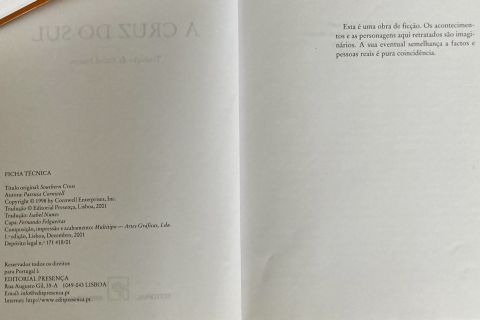 A CRUZ DO SUL
FICHA TÉCNICA
Título original: Southern Cross
Autora: Patricia Cornwell
Copyright © 1998 by Cornwell Enterprises, Inc.
Tradução © Editorial Presença, Lisboa, 2001
Tradução: Isabel Nunes
Capa: Fernando Felgueiras
Composição, impressão e acabamento: Multitipo — Artes Gráficas, Lda.
1.ª edição, Lisboa, Dezembro, 2001
Depósito legal n.º 171 418/01
Reservados todos os direitos
para Portugal à
EDITORIAL PRESENÇA
Rua Augusto Gil, 35-A 1049-043 LISBOA
Email: info@editpresenca.pt
Internet: http://www.editpresenca.pt
Esta é uma obra de ficção. Os acontecimen-
tos e as personagens aqui retratados são imagi-
nários. A sua eventual semelhança a factos e
pessoas reais é pura coincidência.